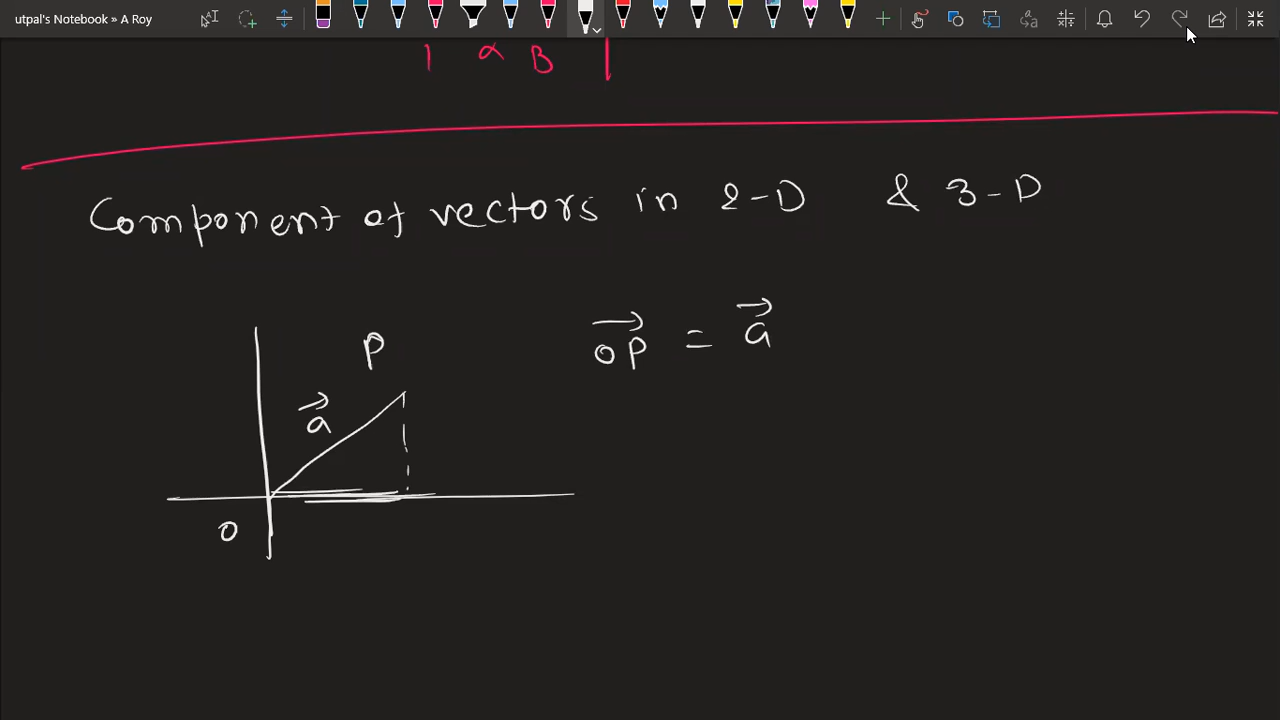 utpal's Notebook » A Roy
1 α B |
Component of vectors in 2-D & 3-D
P
→
OP = →
a
→
a
O